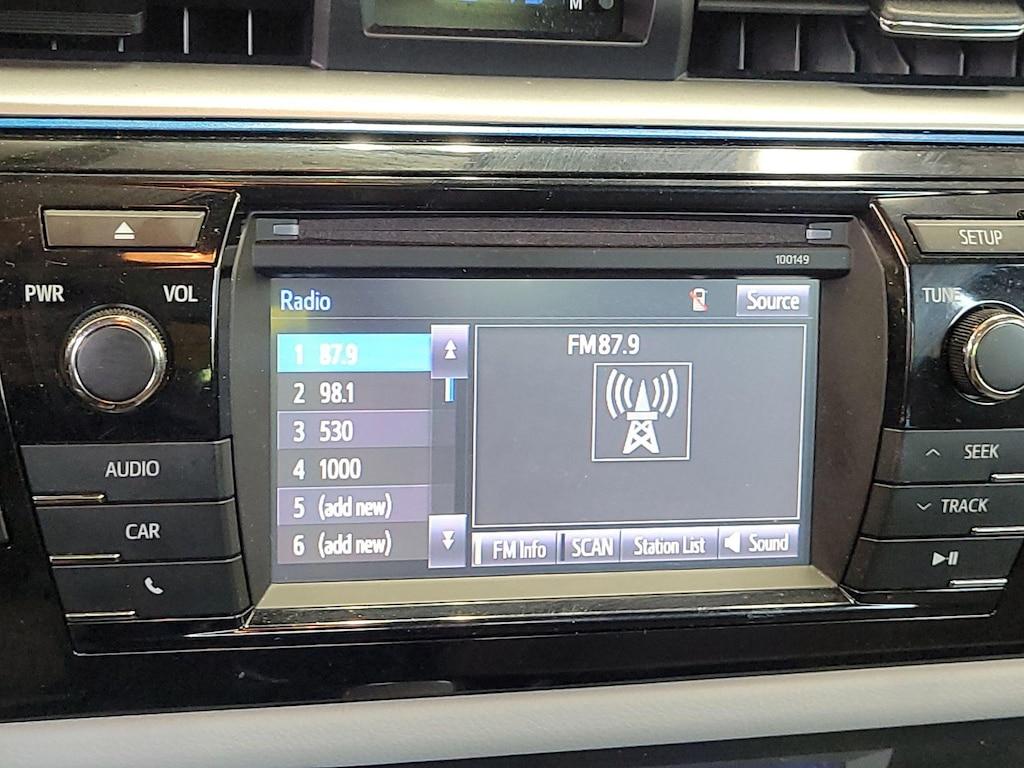 M
SETUP
100149
PWR VOL
TUNE
Radio
Source
1 87.9
2 98.1
3 530
4 1000
5 (add new)
6 (add new)
FM87.9
FM Info SCAN Station List Sound
AUDIO
CAR
SEEK
TRACK